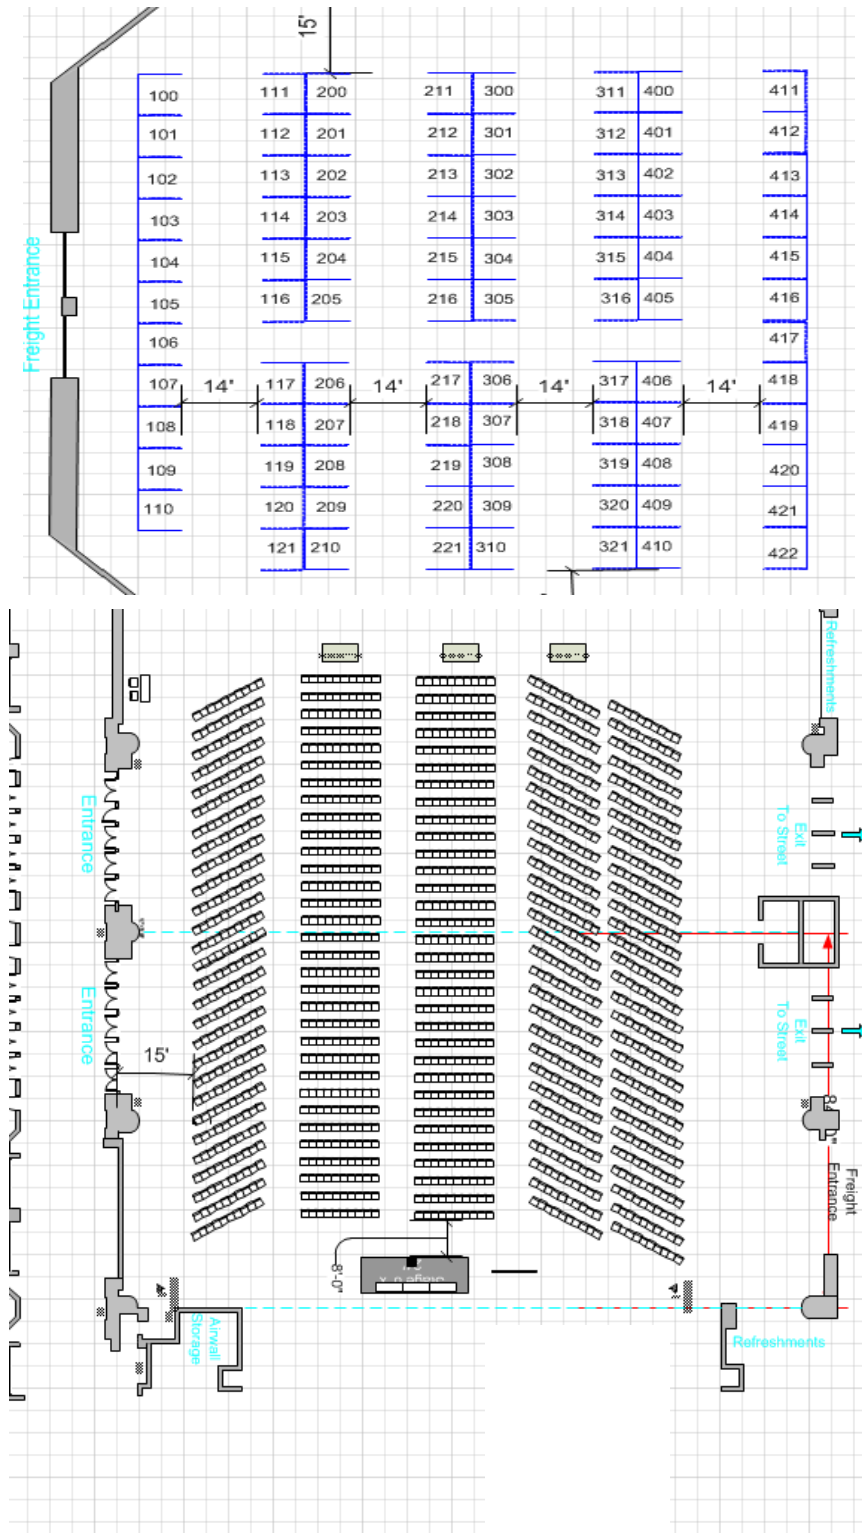 15'
100 111 200 211 300 311 400 411
101 112 201 212 301 312 401 412
102 113 202 213 302 313 402 413
103 114 203 214 303 314 403 414
104 115 204 215 304 315 404 415
105 116 205 216 305 316 405 416
Freight Entrance
106 417
107 14' 117 206 14' 217 306 14' 317 406 14' 418
108 118 207 218 307 318 407 419
109 119 208 219 308 319 408 420
110 120 209 220 309 320 409 421
121 210 221 310 321 410 422
Refreshments
Entrance
Exit
To Street
Entrance
Exit
To Street
15'
Freight
Entrance
8'-0"
Airwall
Storage
Refreshments